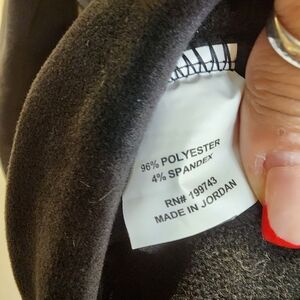 96% POLYESTER
4% SPANDEX
RN# 199743
MADE IN JORDAN